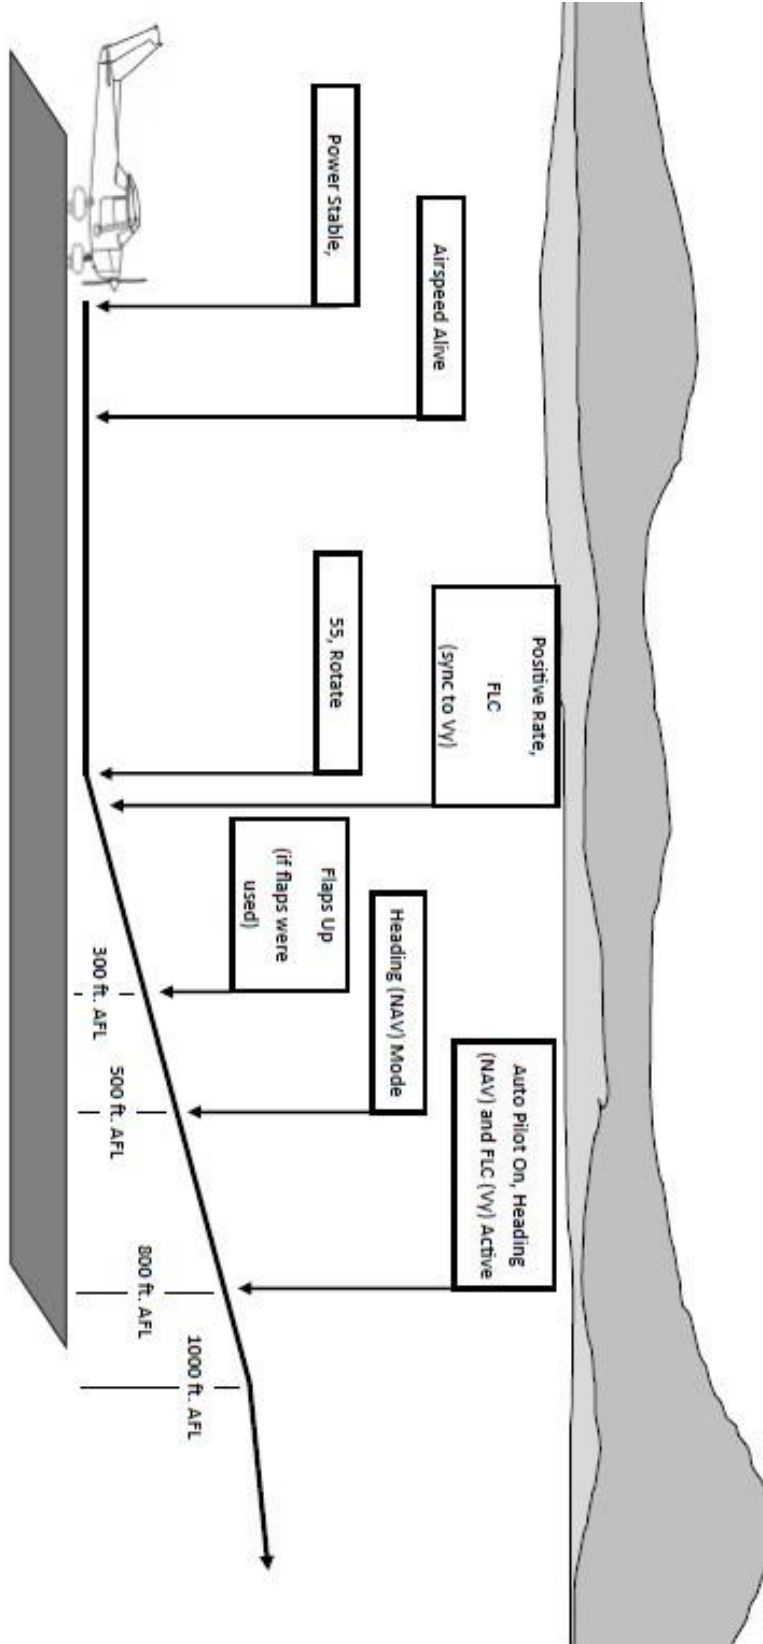 Power Stable,
Airspeed Alive
55, Rotate
Positive Rate,
FLC
(sync to Vy)
Flaps Up
(if flaps were
used)
Heading (NAV) Mode
Auto Pilot On, Heading
(NAV) and FLC (Vy) Active
300 ft. AFL
500 ft. AFL
800 ft. AFL
1000 ft. AFL